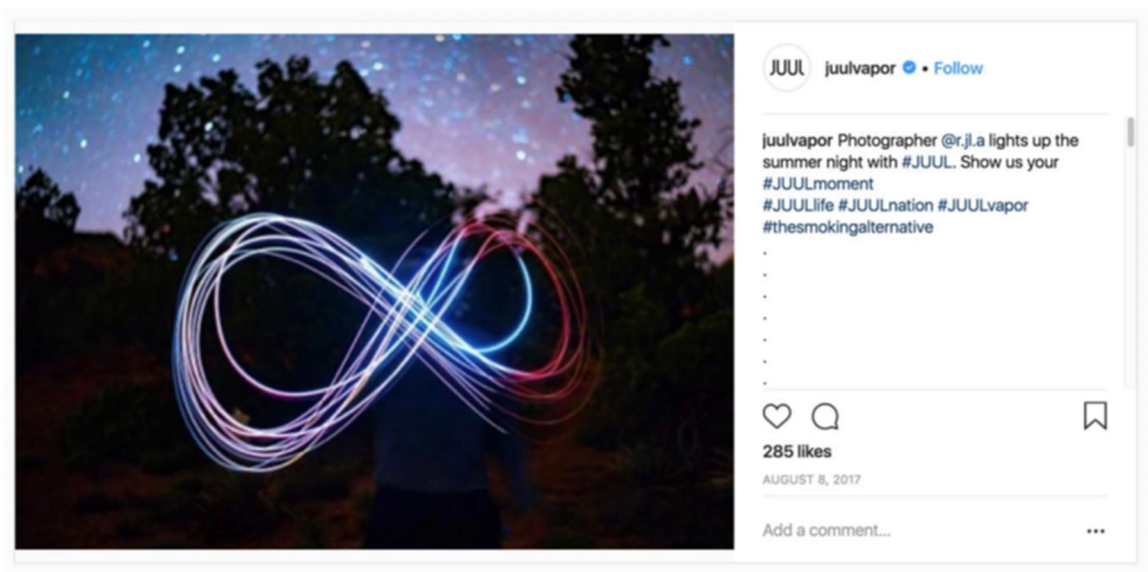 JUUL
juulvapor • Follow
juulvapor Photographer @r.jl.a lights up the
summer night with #JUUL. Show us your
#JUULmoment
#JUULlife #JUULnation #JUULvapor
#thesmokingalternative
.
.
.
.
.
.
.
285 likes
AUGUST 8, 2017
Add a comment...